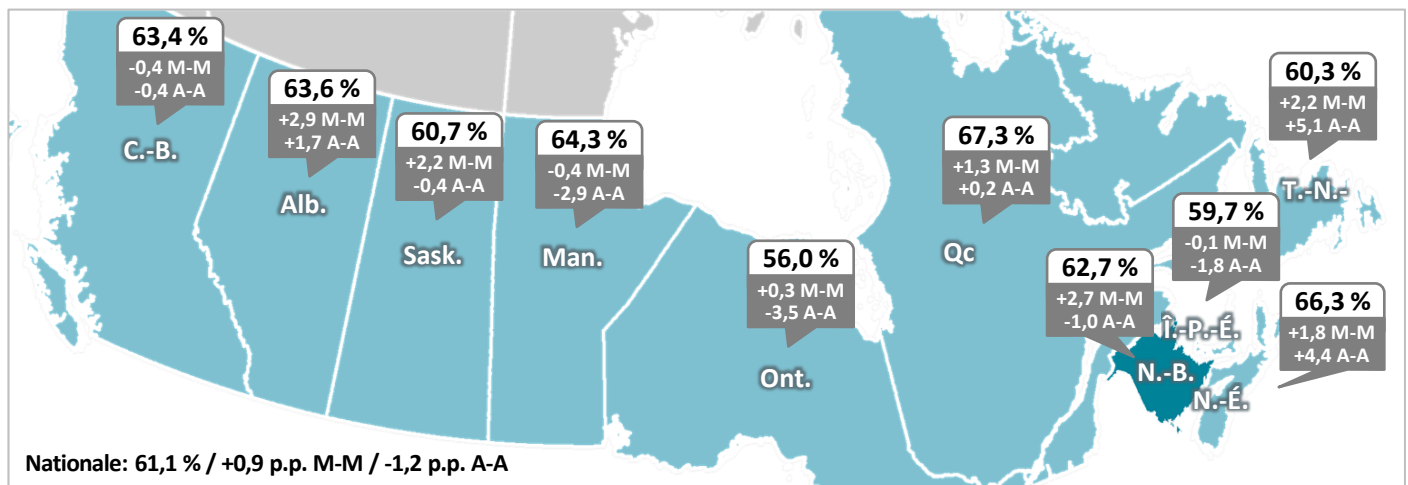 63,4 %
-0,4 M-M
-0,4 A-A
C.-B.
63,6 %
+2,9 M-M
+1,7 A-A
Alb.
60,7 %
+2,2 M-M
-0,4 A-A
Sask.
64,3 %
-0,4 M-M
-2,9 A-A
Man.
56,0 %
+0,3 M-M
-3,5 A-A
Ont.
67,3 %
+1,3 M-M
+0,2 A-A
Qc
60,3 %
+2,2 M-M
+5,1 A-A
T.-N.-
59,7 %
-0,1 M-M
-1,8 A-A
Î.-P.-É.
62,7 %
+2,7 M-M
-1,0 A-A
N.-B.
66,3 %
+1,8 M-M
+4,4 A-A
N.-É.
Nationale: 61,1 % / +0,9 p.p. M-M / -1,2 p.p. A-A